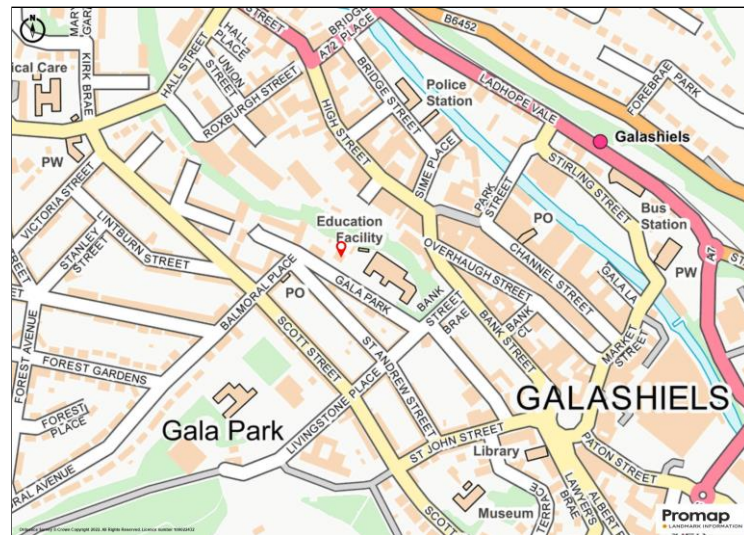 N
MARY
GARD
ical Care
KIRK BRAE
HALL STREET
HALL
PLACE
UNION
STREET
ROXBURGH STREET
STREET
BRIDGE
PLACE
A72
B6452
BRIDGE STREET
Police
Station
LADHOPE VALE
FOREBRAE
PARK
Galashiels
HIGH STREET
SIME PLACE
PARK STREET
STIRLING STREET
PW
VICTORIA STREET
STANLEY
STREET
LINTBURN
STREET
Education
Facility
PO
Bus
Station
PW
A7
OVERHAUGH STREET
CHANNEL STREET
GALA LA
MARKET
STREET
BALMORAL PLACE
PO
GALA PARK
BANK
STREET
BRAE
BANK STREET
BANK
CL
FOREST AVENUE
FOREST GARDENS
FOREST
PLACE
SCOTT STREET
ST ANDREW STREET
LIVINGSTONE PLACE
GALASHIELS
Gala Park
RAL AVENUE
ST JOHN STREET
Library
PATON STREET
LAWYER'S
BRAE
ALBERT
Museum
TERRACE
SCOTT
Promap
LANDMARK INFORMATION